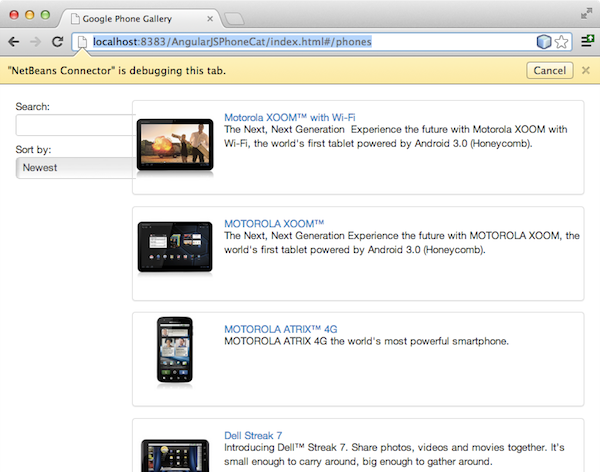 Google Phone Gallery
localhost:8383/AngularJSPhoneCat/index.html#/phones
"NetBeans Connector" is debugging this tab.
Cancel
Search:
Sort by:
Newest
Motorola XOOM™ with Wi-Fi
The Next, Next Generation  Experience the future with Motorola XOOM with
Wi-Fi, the world's first tablet powered by Android 3.0 (Honeycomb).
MOTOROLA XOOM™
The Next, Next Generation Experience the future with MOTOROLA XOOM, the
world's first tablet powered by Android 3.0 (Honeycomb).
MOTOROLA ATRIX™ 4G
MOTOROLA ATRIX 4G the world's most powerful smartphone.
Dell Streak 7
Introducing Dell™ Streak 7. Share photos, videos and movies together. It's
small enough to carry around, big enough to gather around.